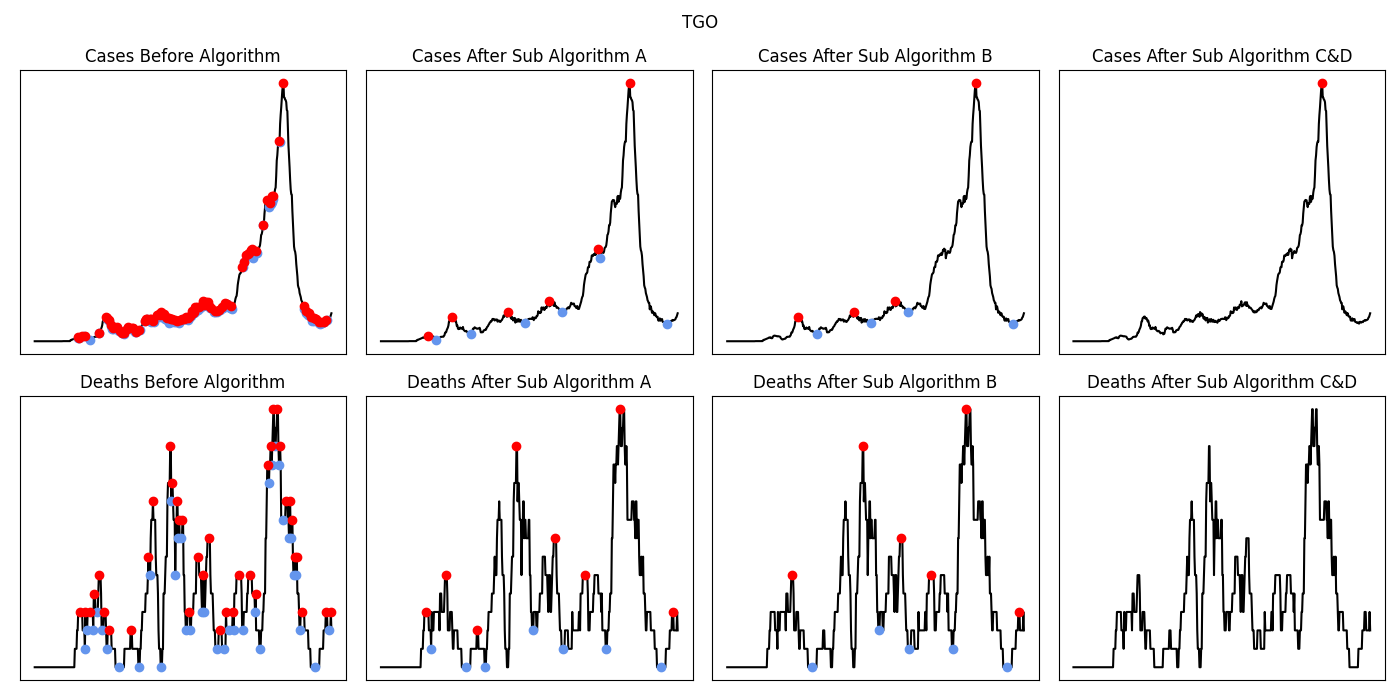 TGO
Cases Before Algorithm
Cases After Sub Algorithm A
Cases After Sub Algorithm B
Cases After Sub Algorithm C&D
Deaths Before Algorithm
Deaths After Sub Algorithm A
Deaths After Sub Algorithm B
Deaths After Sub Algorithm C&D